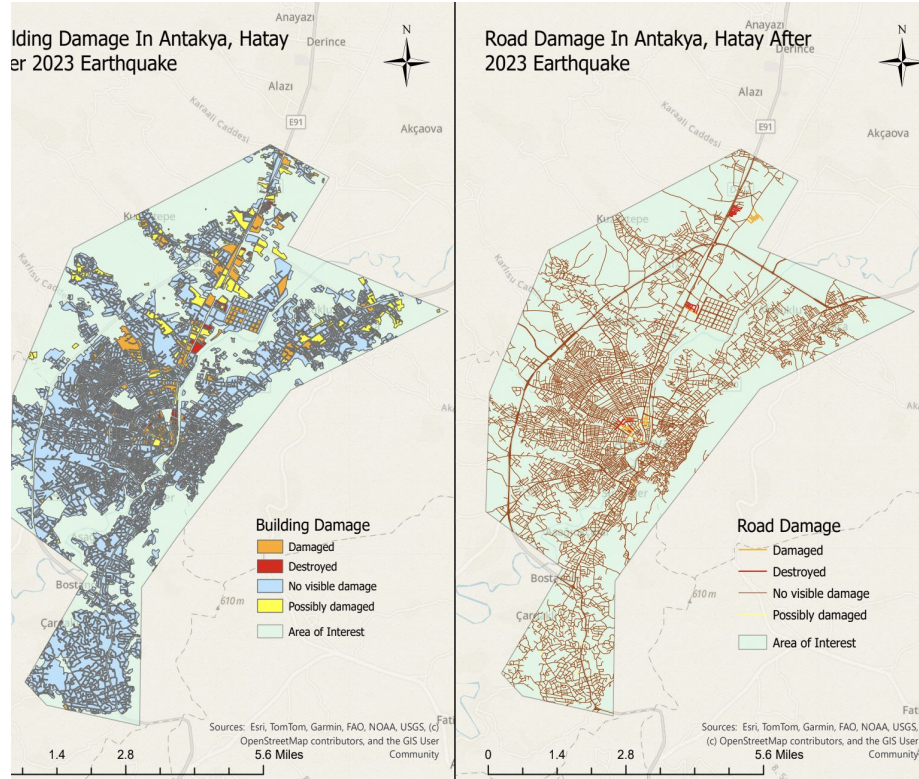 lding Damage In Antakya, Hatay
er 2023 Earthquake
N
Anayazı
Derince
Alazı
Karaali Caddesi
E91
Akçaova
Karlısu Caddesi
Building Damage
Damaged
Destroyed
No visible damage
Possibly damaged
Area of Interest
610 m
Sources: Esri, TomTom, Garmin, FAO, NOAA, USGS, (c)
OpenStreetMap contributors, and the GIS User
Community
1.4 2.8 5.6 Miles
Road Damage In Antakya, Hatay After
2023 Earthquake
N
Anayazı
Derince
Alazı
Karaali Caddesi
E91
Akçaova
Karlısu Caddesi
Road Damage
Damaged
Destroyed
No visible damage
Possibly damaged
Area of Interest
610 m
Sources: Esri, TomTom, Garmin, FAO, NOAA, USGS,
(c) OpenStreetMap contributors, and the GIS User
Community
0 1.4 2.8 5.6 Miles